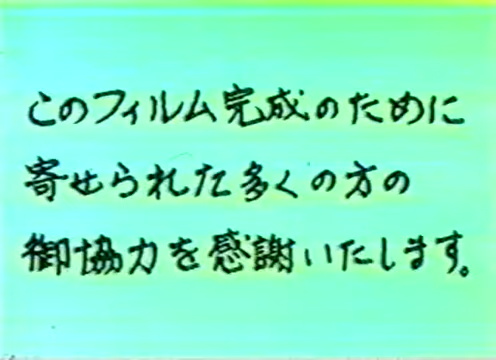 このフィルム完成のために
寄せられた多くの方の
御協力を感謝いたします。